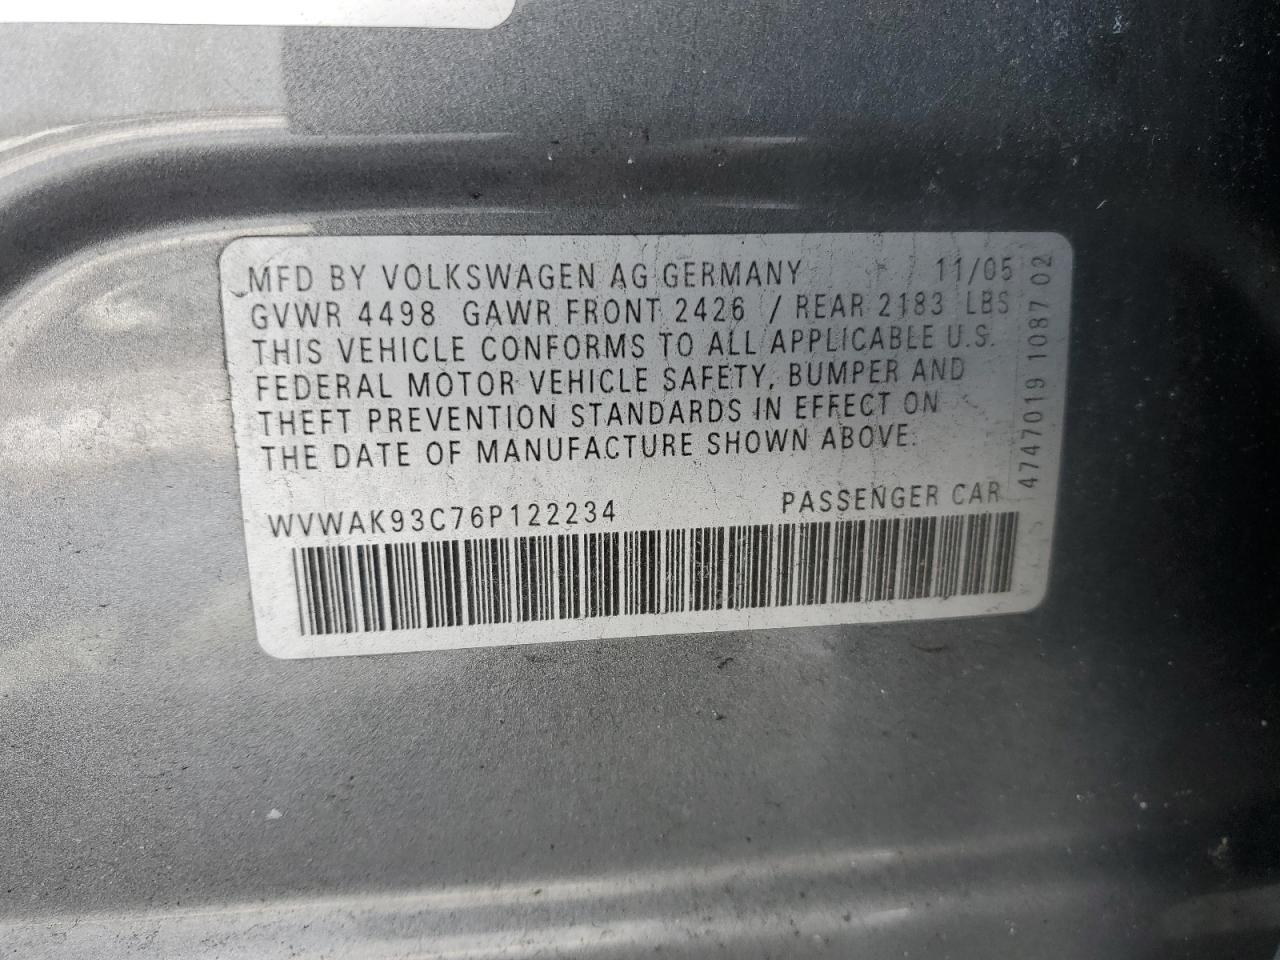 MFD BY VOLKSWAGEN AG GERMANY 11/05
GVWR 4498 GAWR FRONT 2426 / REAR 2183 LBS
THIS VEHICLE CONFORMS TO ALL APPLICABLE U.S.
FEDERAL MOTOR VEHICLE SAFETY, BUMPER AND
THEFT PREVENTION STANDARDS IN EFFECT ON
THE DATE OF MANUFACTURE SHOWN ABOVE.
WVWAK93C76P122234 PASSENGER CAR
4747019 1087 02